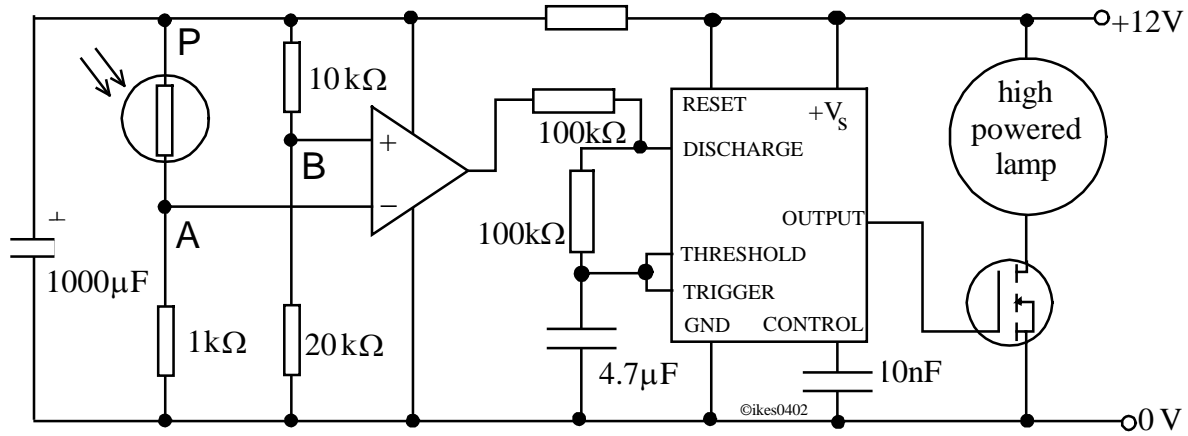 +12V
P
10kΩ
100kΩ
RESET
+VS
high
powered
lamp
B
+
−
DISCHARGE
A
+
1000μF
100kΩ
OUTPUT
THRESHOLD
TRIGGER
GND
CONTROL
1kΩ
20kΩ
4.7μF
10nF
©ikes0402
0V